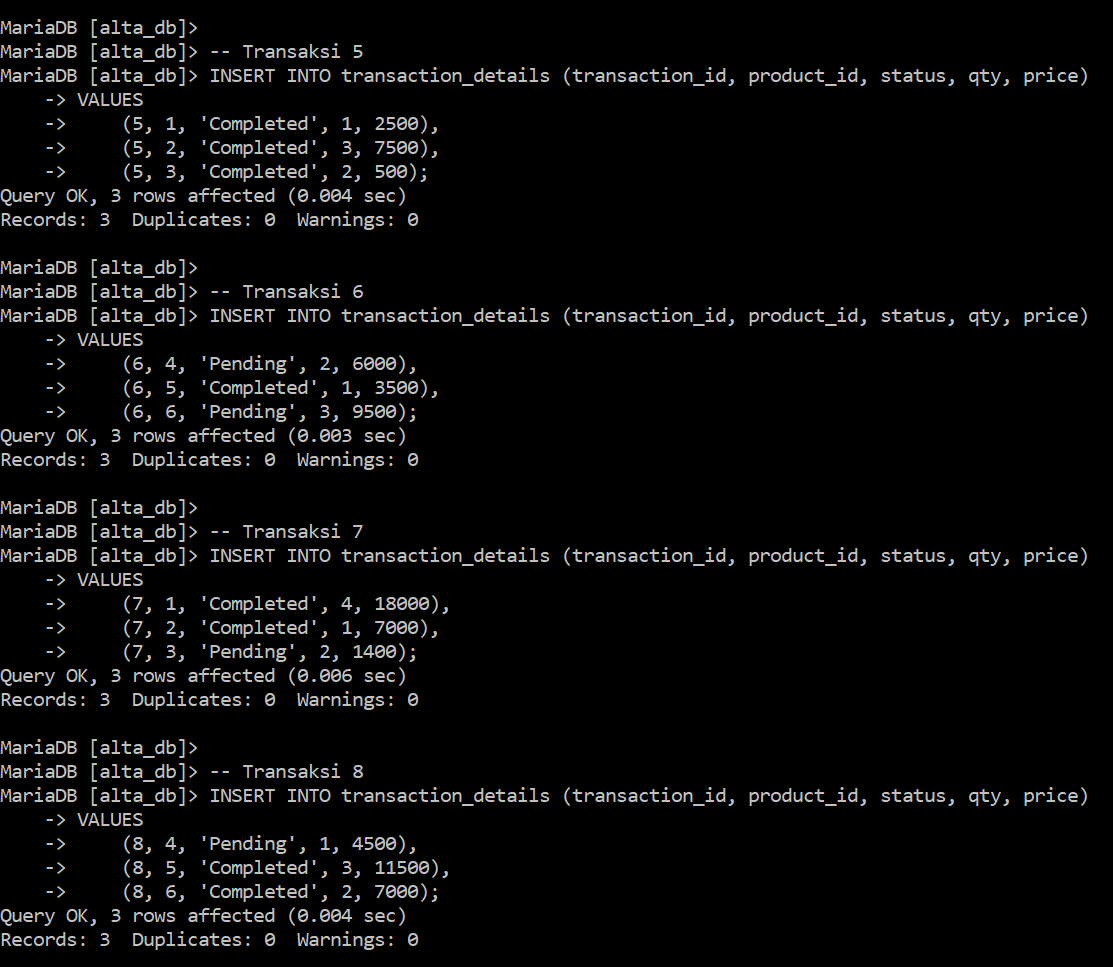 MariaDB [alta_db]>
MariaDB [alta_db]> -- Transaksi 5
MariaDB [alta_db]> INSERT INTO transaction_details (transaction_id, product_id, status, qty, price)
    -> VALUES
    ->     (5, 1, 'Completed', 1, 2500),
    ->     (5, 2, 'Completed', 3, 7500),
    ->     (5, 3, 'Completed', 2, 500);
Query OK, 3 rows affected (0.004 sec)
Records: 3  Duplicates: 0  Warnings: 0

MariaDB [alta_db]>
MariaDB [alta_db]> -- Transaksi 6
MariaDB [alta_db]> INSERT INTO transaction_details (transaction_id, product_id, status, qty, price)
    -> VALUES
    ->     (6, 4, 'Pending', 2, 6000),
    ->     (6, 5, 'Completed', 1, 3500),
    ->     (6, 6, 'Pending', 3, 9500);
Query OK, 3 rows affected (0.003 sec)
Records: 3  Duplicates: 0  Warnings: 0

MariaDB [alta_db]>
MariaDB [alta_db]> -- Transaksi 7
MariaDB [alta_db]> INSERT INTO transaction_details (transaction_id, product_id, status, qty, price)
    -> VALUES
    ->     (7, 1, 'Completed', 4, 18000),
    ->     (7, 2, 'Completed', 1, 7000),
    ->     (7, 3, 'Pending', 2, 1400);
Query OK, 3 rows affected (0.006 sec)
Records: 3  Duplicates: 0  Warnings: 0

MariaDB [alta_db]>
MariaDB [alta_db]> -- Transaksi 8
MariaDB [alta_db]> INSERT INTO transaction_details (transaction_id, product_id, status, qty, price)
    -> VALUES
    ->     (8, 4, 'Pending', 1, 4500),
    ->     (8, 5, 'Completed', 3, 11500),
    ->     (8, 6, 'Completed', 2, 7000);
Query OK, 3 rows affected (0.004 sec)
Records: 3  Duplicates: 0  Warnings: 0